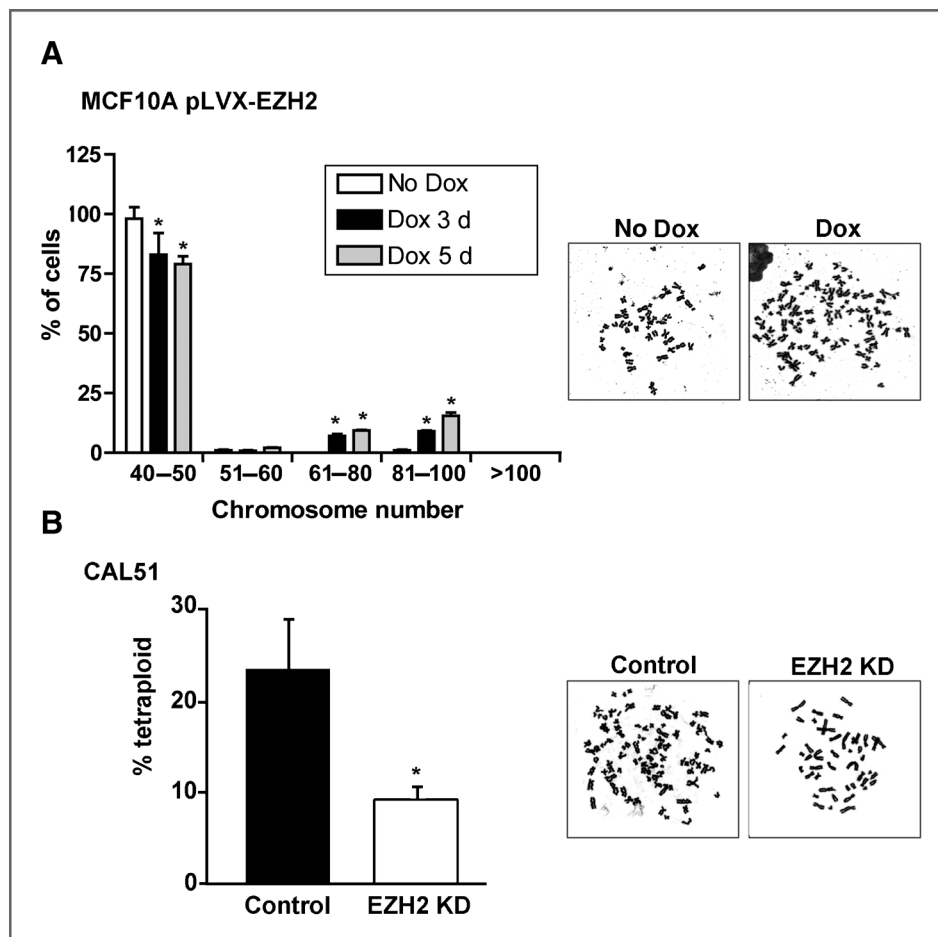 A
MCF10A pLVX-EZH2
125
100
75
50
25
0
% of cells
No Dox
Dox 3 d
Dox 5 d
*
*
*
*
*
*
40–50
51–60
61–80
81–100
>100
Chromosome number
No Dox
Dox
B
CAL51
30
20
10
0
% tetraploid
*
Control
EZH2 KD
Control
EZH2 KD